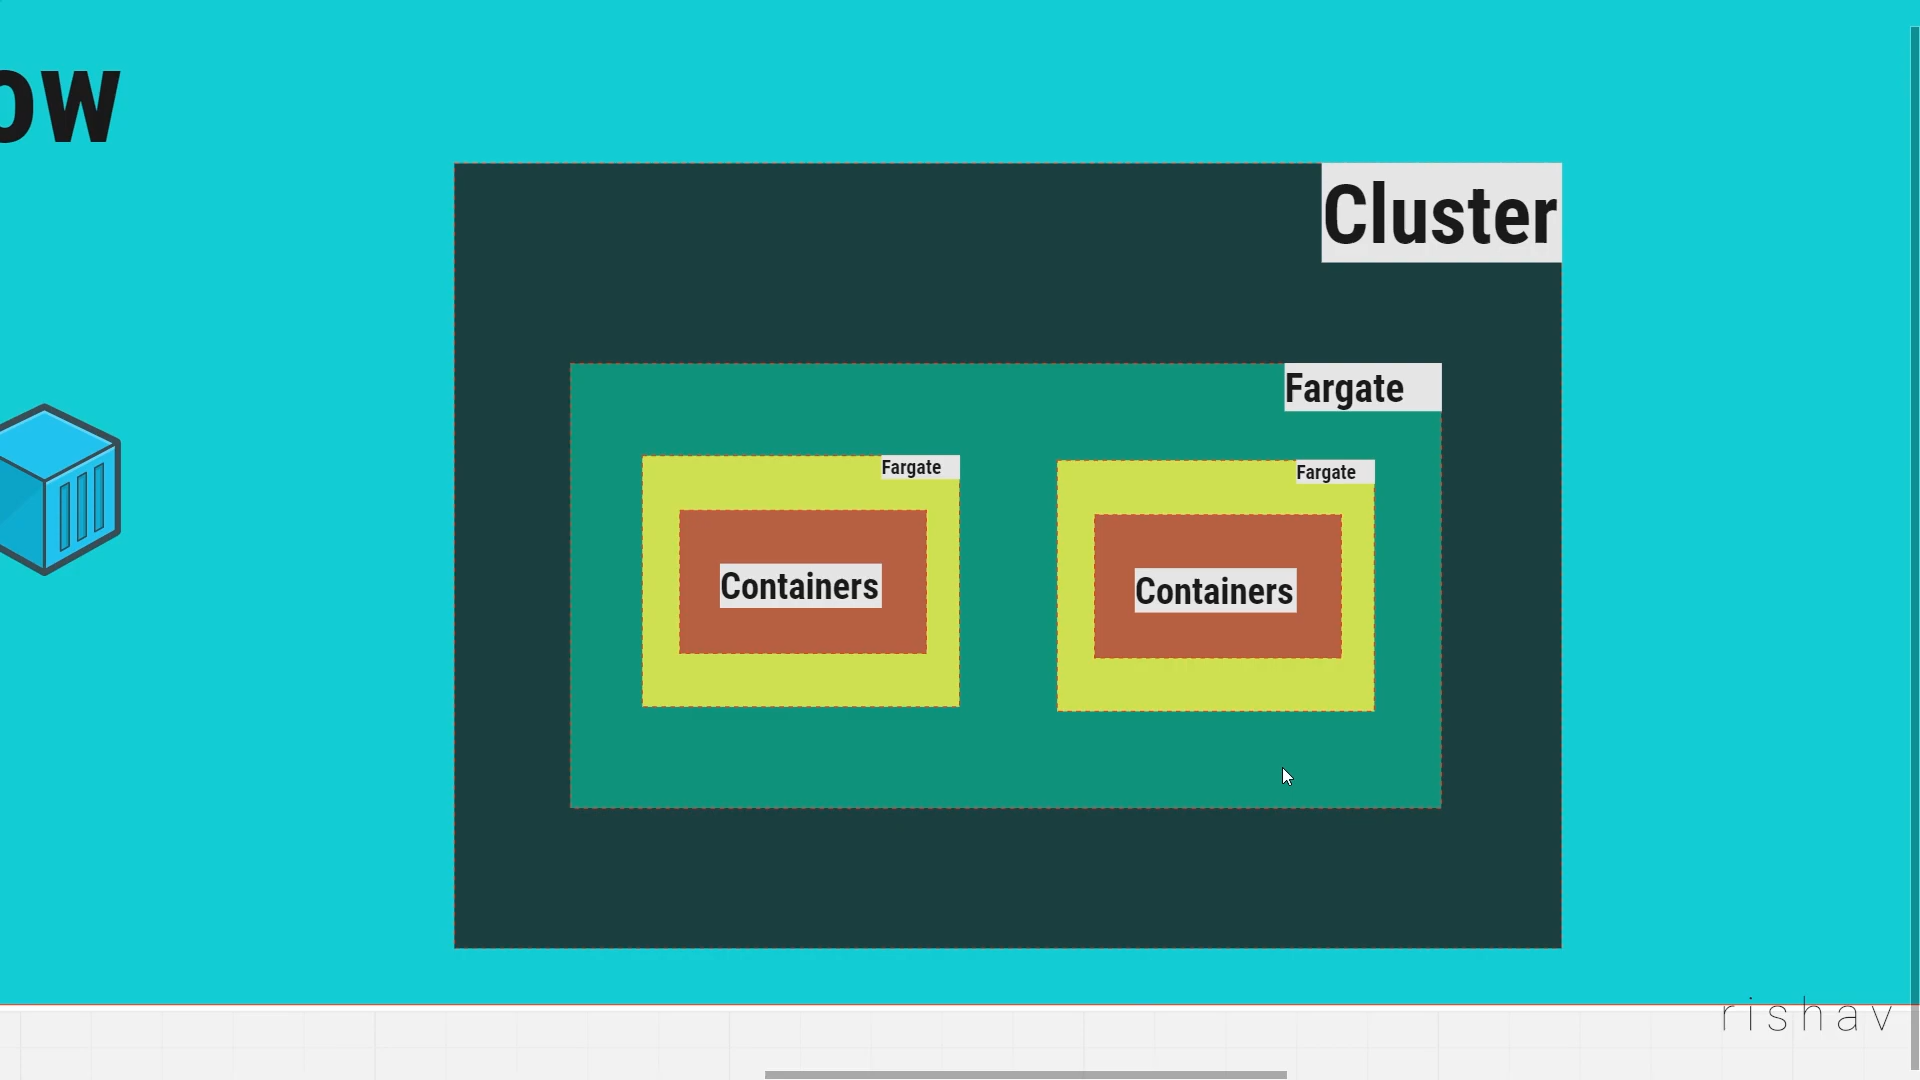 ow
Cluster
Fargate
Fargate
Fargate
Containers
Containers
rishav